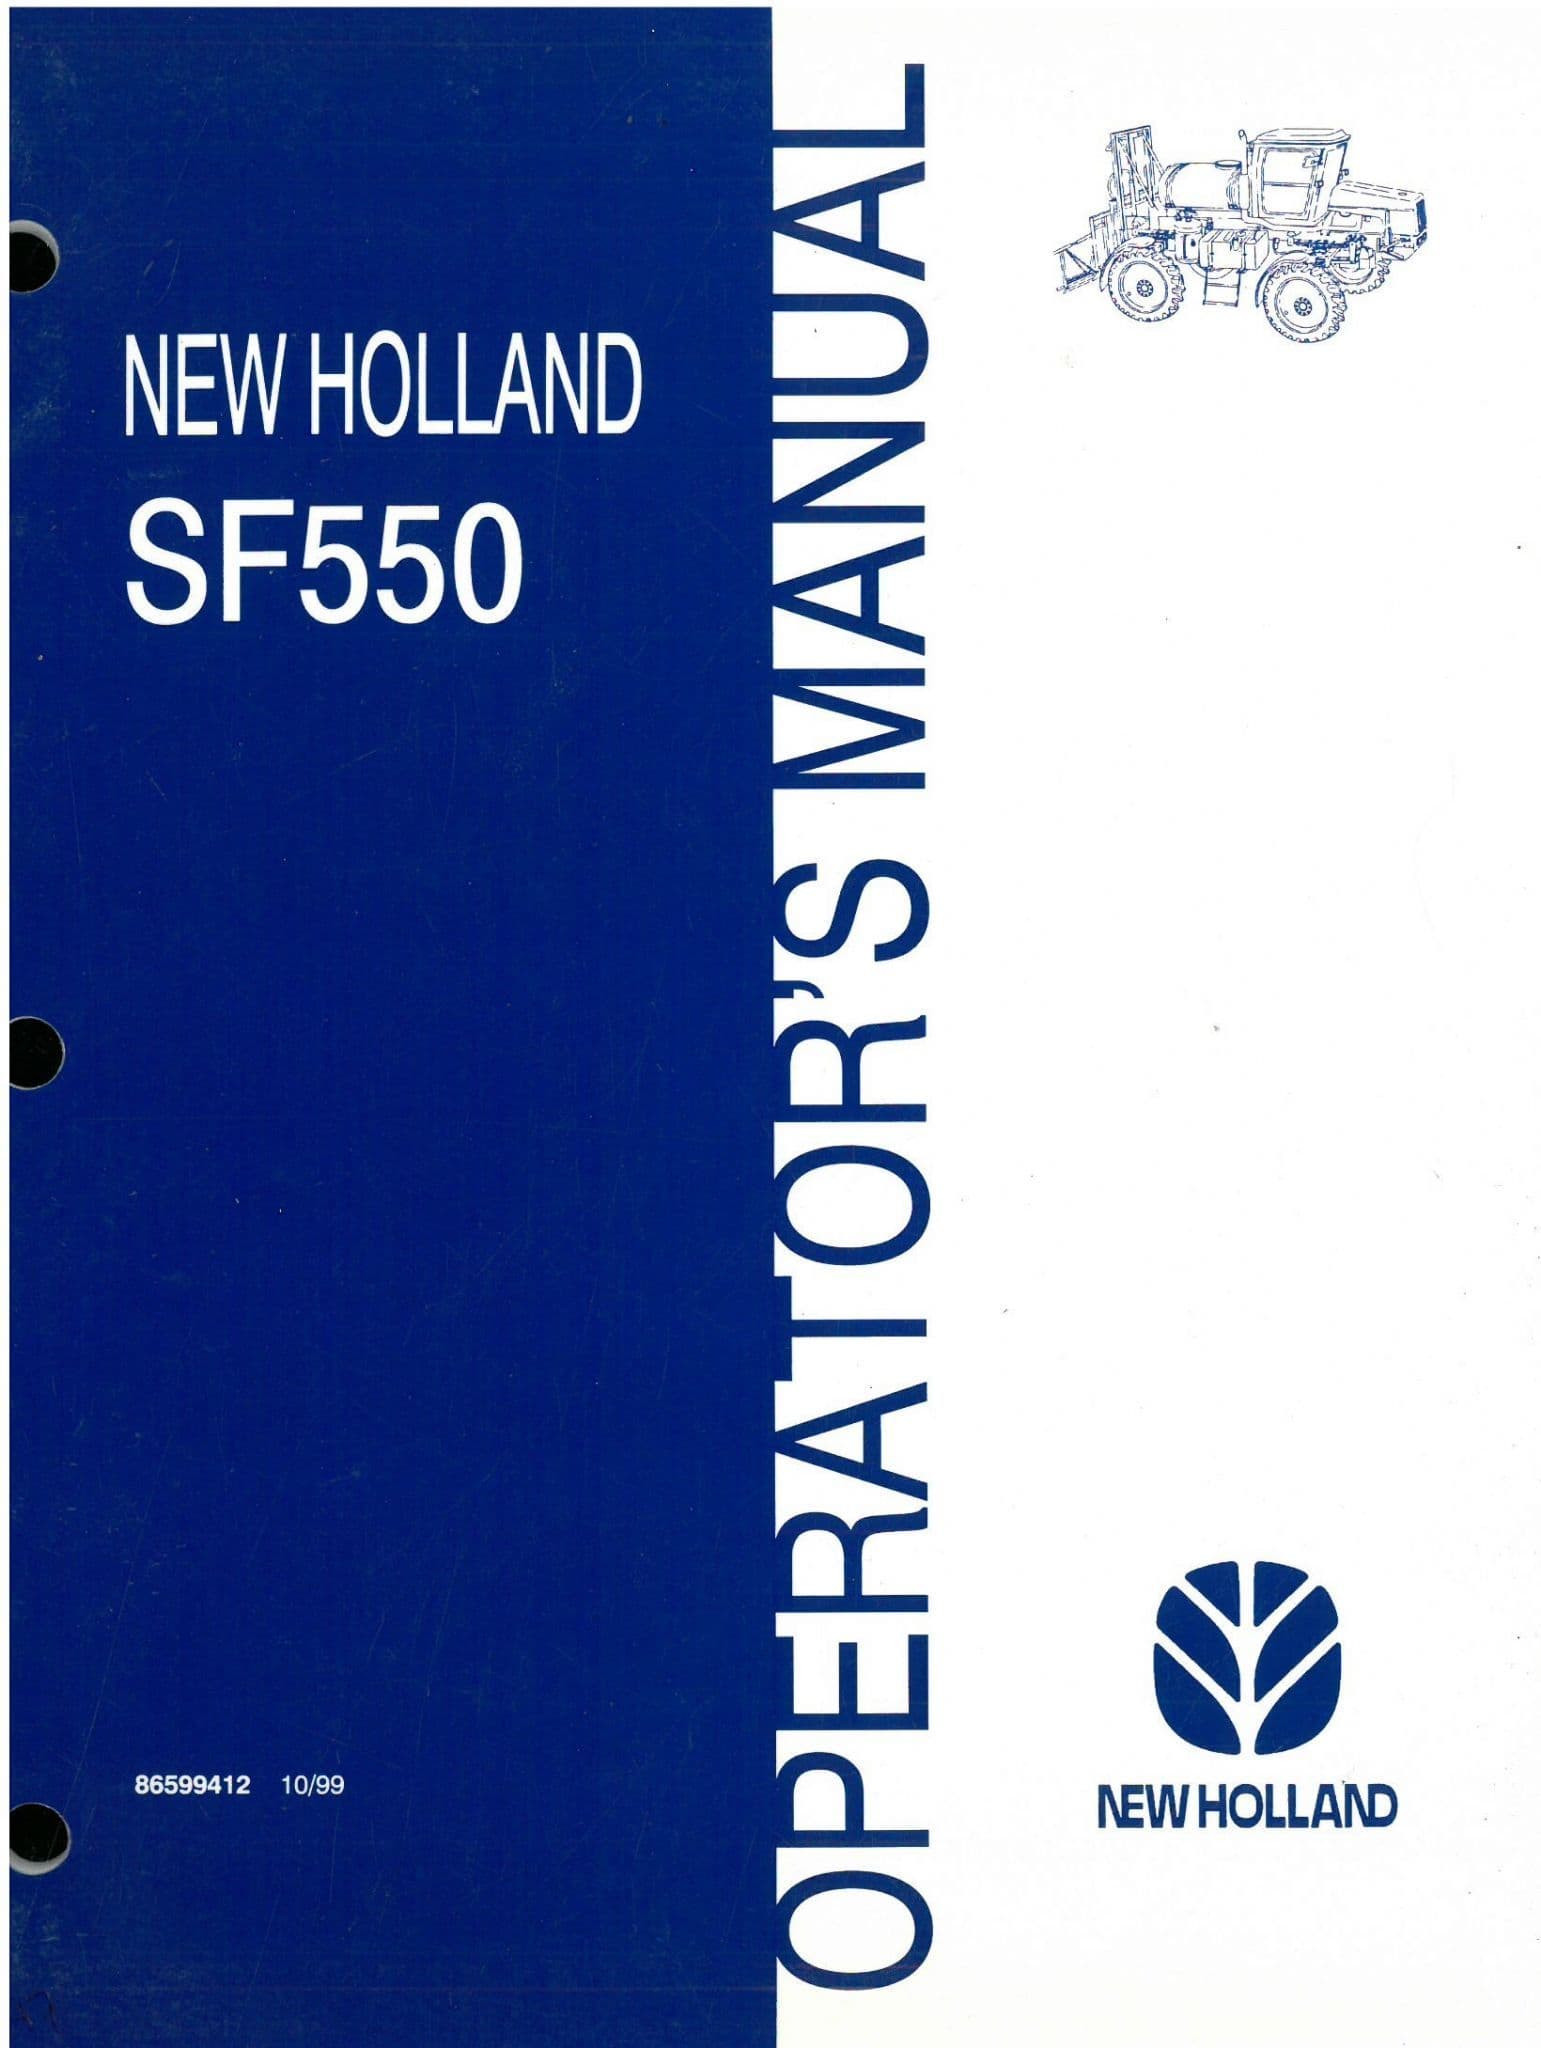 NEW HOLLAND
SF550
86599412 10/99
OPERATOR'S MANUAL
NEW HOLLAND